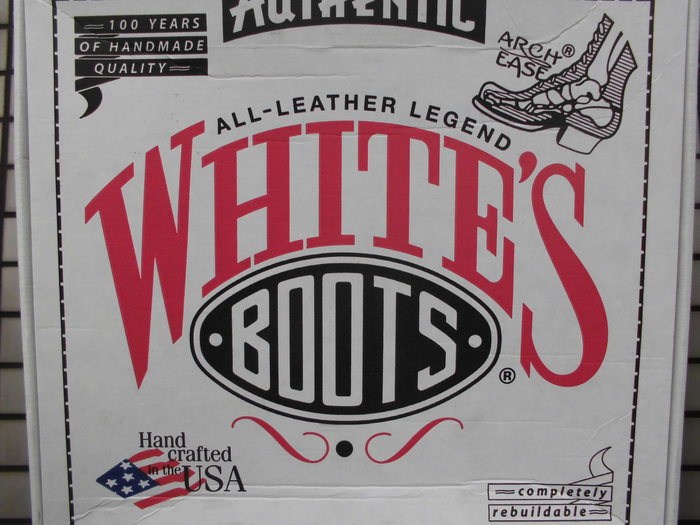 AUTHENTIC
100 YEARS
OF HANDMADE
QUALITY
ARCH®
EASE
ALL-LEATHER LEGEND
WHITE'S
BOOTS
®
Hand
crafted
in the
USA
completely
rebuildable